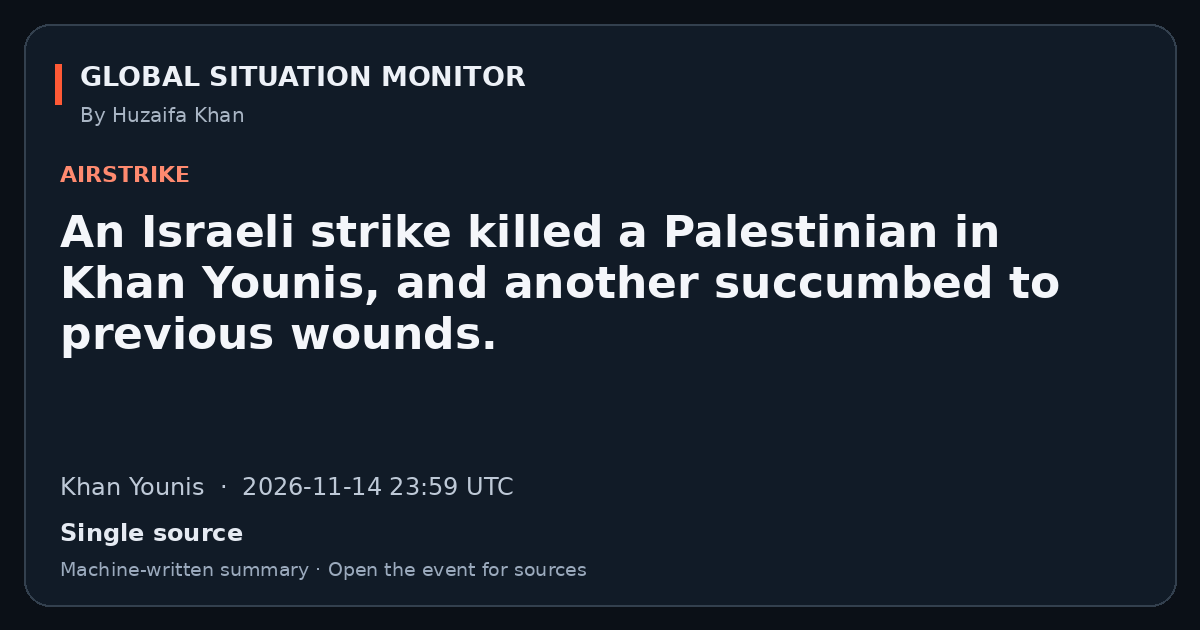 GLOBAL SITUATION MONITOR
By Huzaifa Khan
AIRSTRIKE
An Israeli strike killed a Palestinian in
Khan Younis, and another succumbed to
previous wounds.
Khan Younis · 2026-11-14 23:59 UTC
Single source
Machine-written summary · Open the event for sources